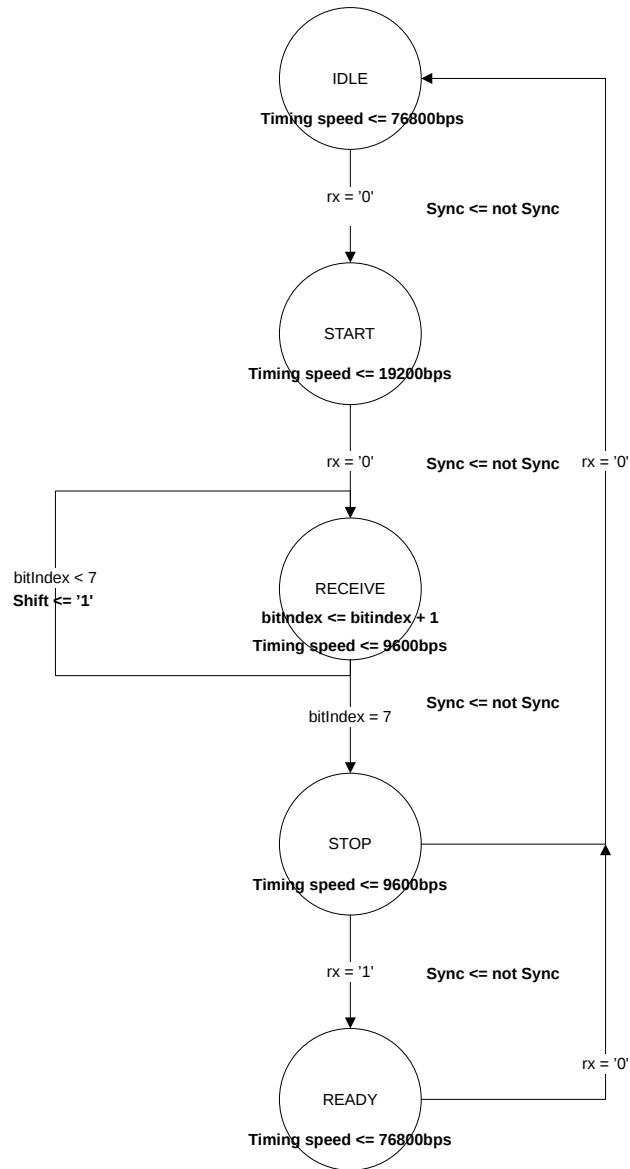 IDLE
Timing speed <= 76800bps
rx = '0'
Sync <= not Sync
START
Timing speed <= 19200bps
rx = '0'
Sync <= not Sync
rx = '0'
bitIndex < 7
Shift <= '1'
RECEIVE
bitIndex <= bitindex + 1
Timing speed <= 9600bps
Sync <= not Sync
bitIndex = 7
STOP
Timing speed <= 9600bps
rx = '1'
Sync <= not Sync
rx = '0'
READY
Timing speed <= 76800bps